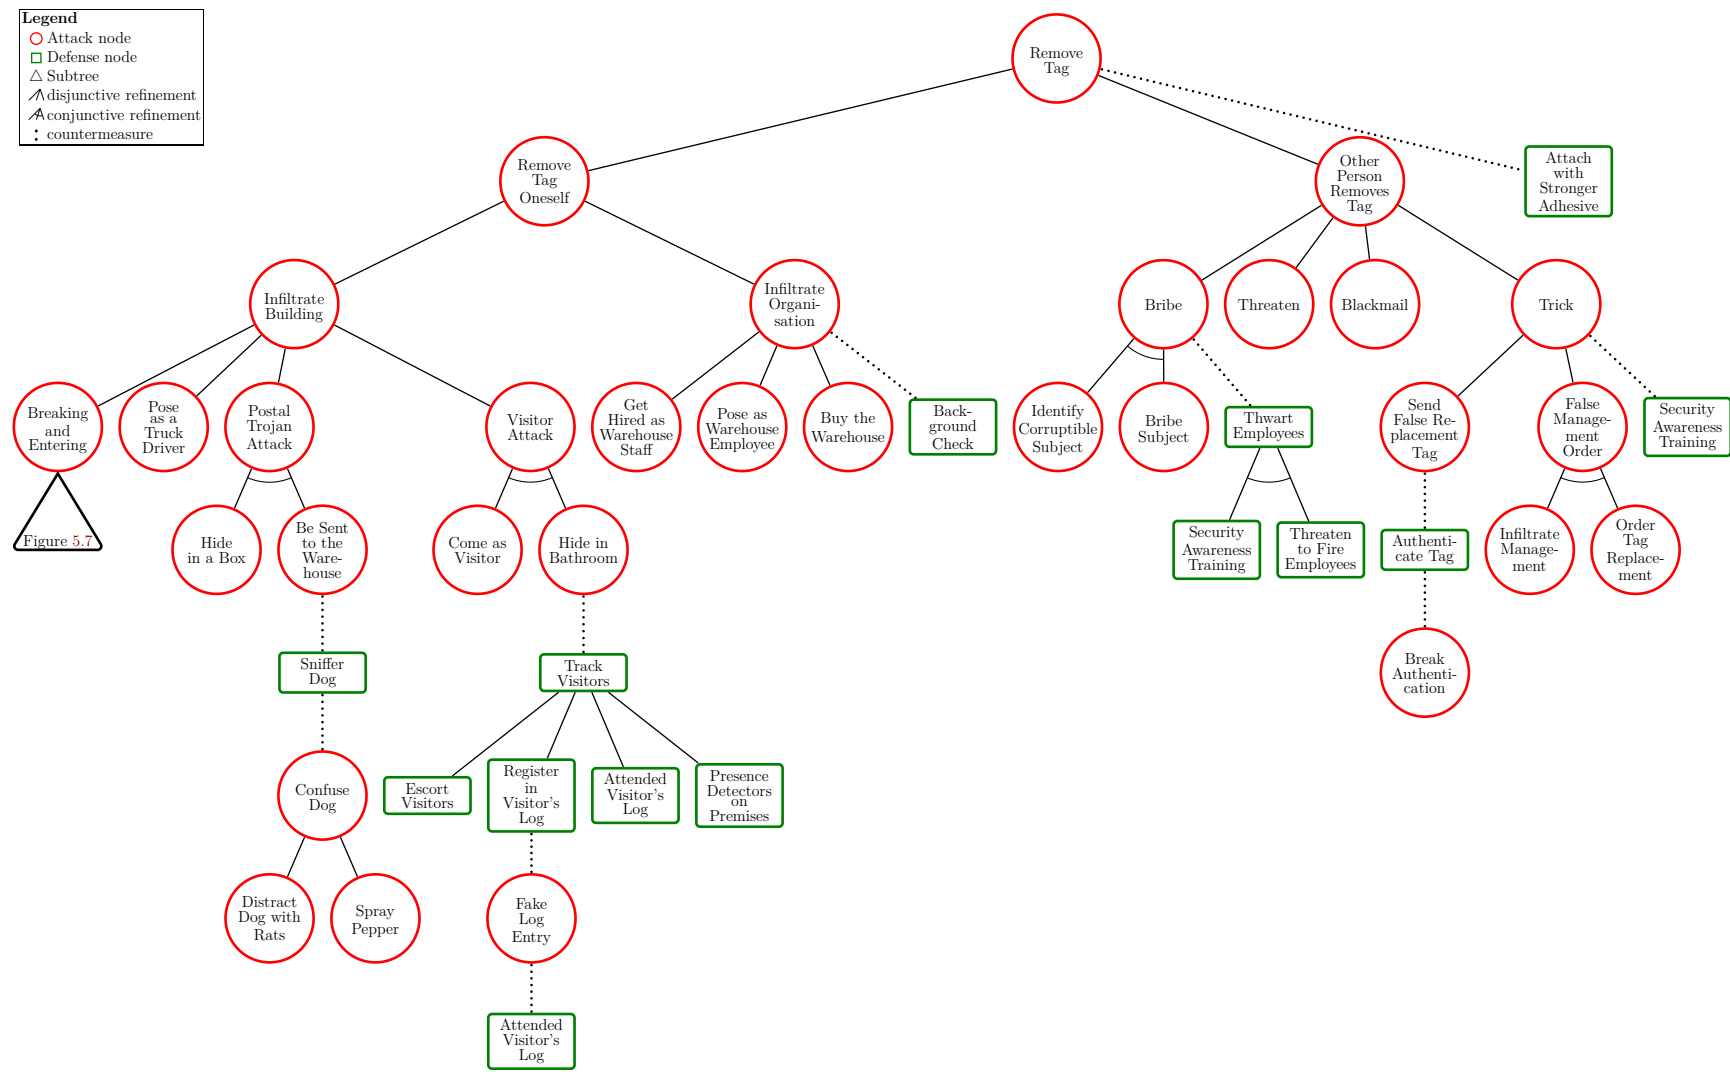 Legend
Attack node
Defense node
Subtree
disjunctive refinement
conjunctive refinement
countermeasure
Remove
Tag
Remove
Tag
Oneself
Other
Person
Removes
Tag
Attach
with
Stronger
Adhesive
Infiltrate
Building
Infiltrate
Organi-
sation
Bribe
Threaten
Blackmail
Trick
Breaking
and
Entering
Pose
as a
Truck
Driver
Postal
Trojan
Attack
Visitor
Attack
Get
Hired as
Warehouse
Staff
Pose as
Warehouse
Employee
Buy the
Warehouse
Back-
ground
Check
Identify
Corruptible
Subject
Bribe
Subject
Thwart
Employees
Send
False Re-
placement
Tag
False
Manage-
ment
Order
Security
Awareness
Training
Figure 5.7
Hide
in a Box
Be Sent
to the
Ware-
house
Come as
Visitor
Hide in
Bathroom
Security
Awareness
Training
Threaten
to Fire
Employees
Authenti-
cate Tag
Infiltrate
Manage-
ment
Order
Tag
Replace-
ment
Sniffer
Dog
Track
Visitors
Break
Authenti-
cation
Confuse
Dog
Escort
Visitors
Register
in
Visitor's
Log
Attended
Visitor's
Log
Presence
Detectors
on
Premises
Distract
Dog with
Rats
Spray
Pepper
Fake
Log
Entry
Attended
Visitor's
Log